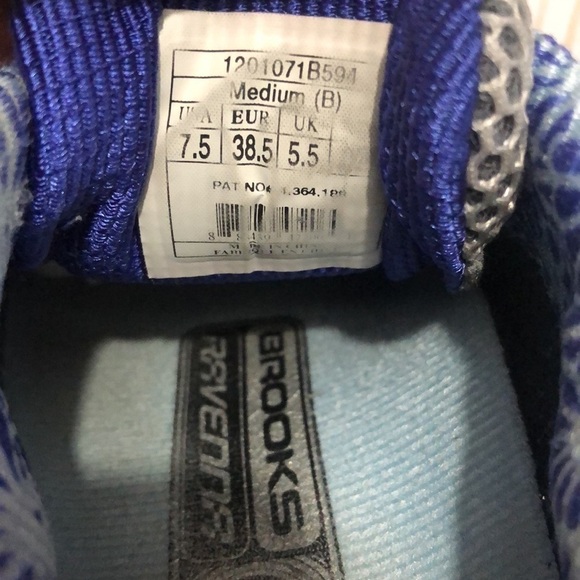 1201071B594
Medium (B)
USA EUR UK
7.5 38.5 5.5
PAT NO
BROOKS
RAVENNA